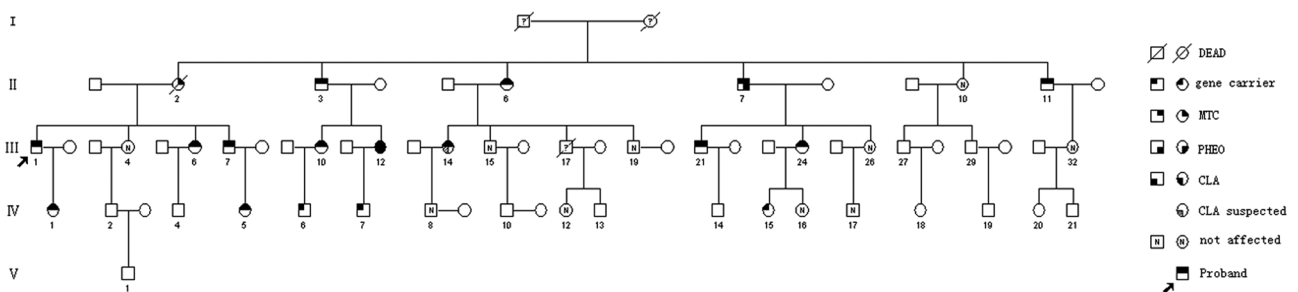 I
? ?
DEAD
II
2 3 6 7 N 10 11
gene carrier
MTC
III
1 N 4 6 7 10 12 14 N 15 ? 17 N 19 21 24 N 26 27 29 N 32
PHEO
CLA
IV
1 2 4 5 6 7 N 8 10 N 12 13 14 15 N 16 N 17 18 19 20 21
CLA suspected
N N not affected
V
1
Proband